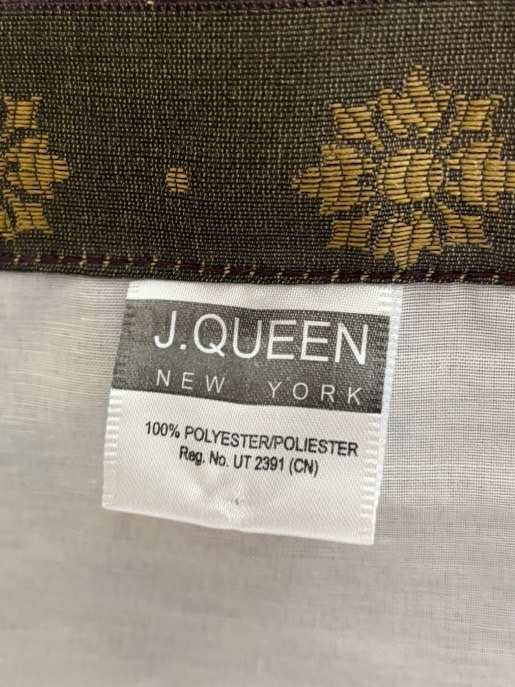 J.QUEEN
NEW YORK
100% POLYESTER/POLIESTER
Reg. No. UT 2391 (CN)